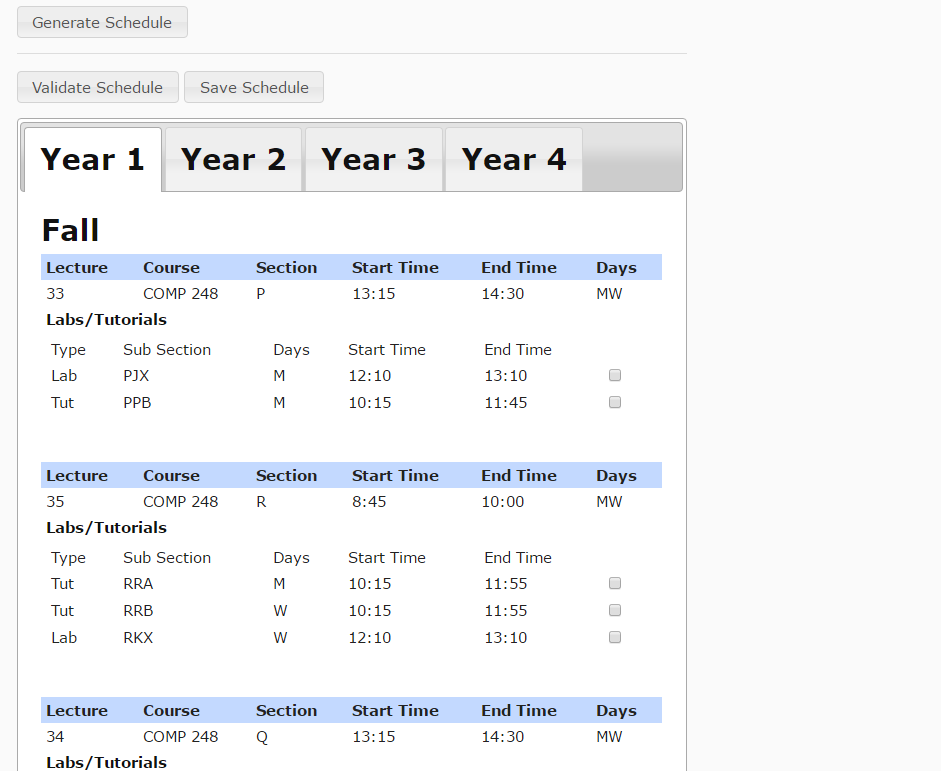 Generate Schedule
Validate Schedule Save Schedule
Year 1 Year 2 Year 3 Year 4
Fall
Lecture Course Section Start Time End Time Days
33 COMP 248 P 13:15 14:30 MW
Labs/Tutorials
Type Sub Section Days Start Time End Time
Lab PJX M 12:10 13:10
Tut PPB M 10:15 11:45
Lecture Course Section Start Time End Time Days
35 COMP 248 R 8:45 10:00 MW
Labs/Tutorials
Type Sub Section Days Start Time End Time
Tut RRA M 10:15 11:55
Tut RRB W 10:15 11:55
Lab RKX W 12:10 13:10
Lecture Course Section Start Time End Time Days
34 COMP 248 Q 13:15 14:30 MW
Labs/Tutorials